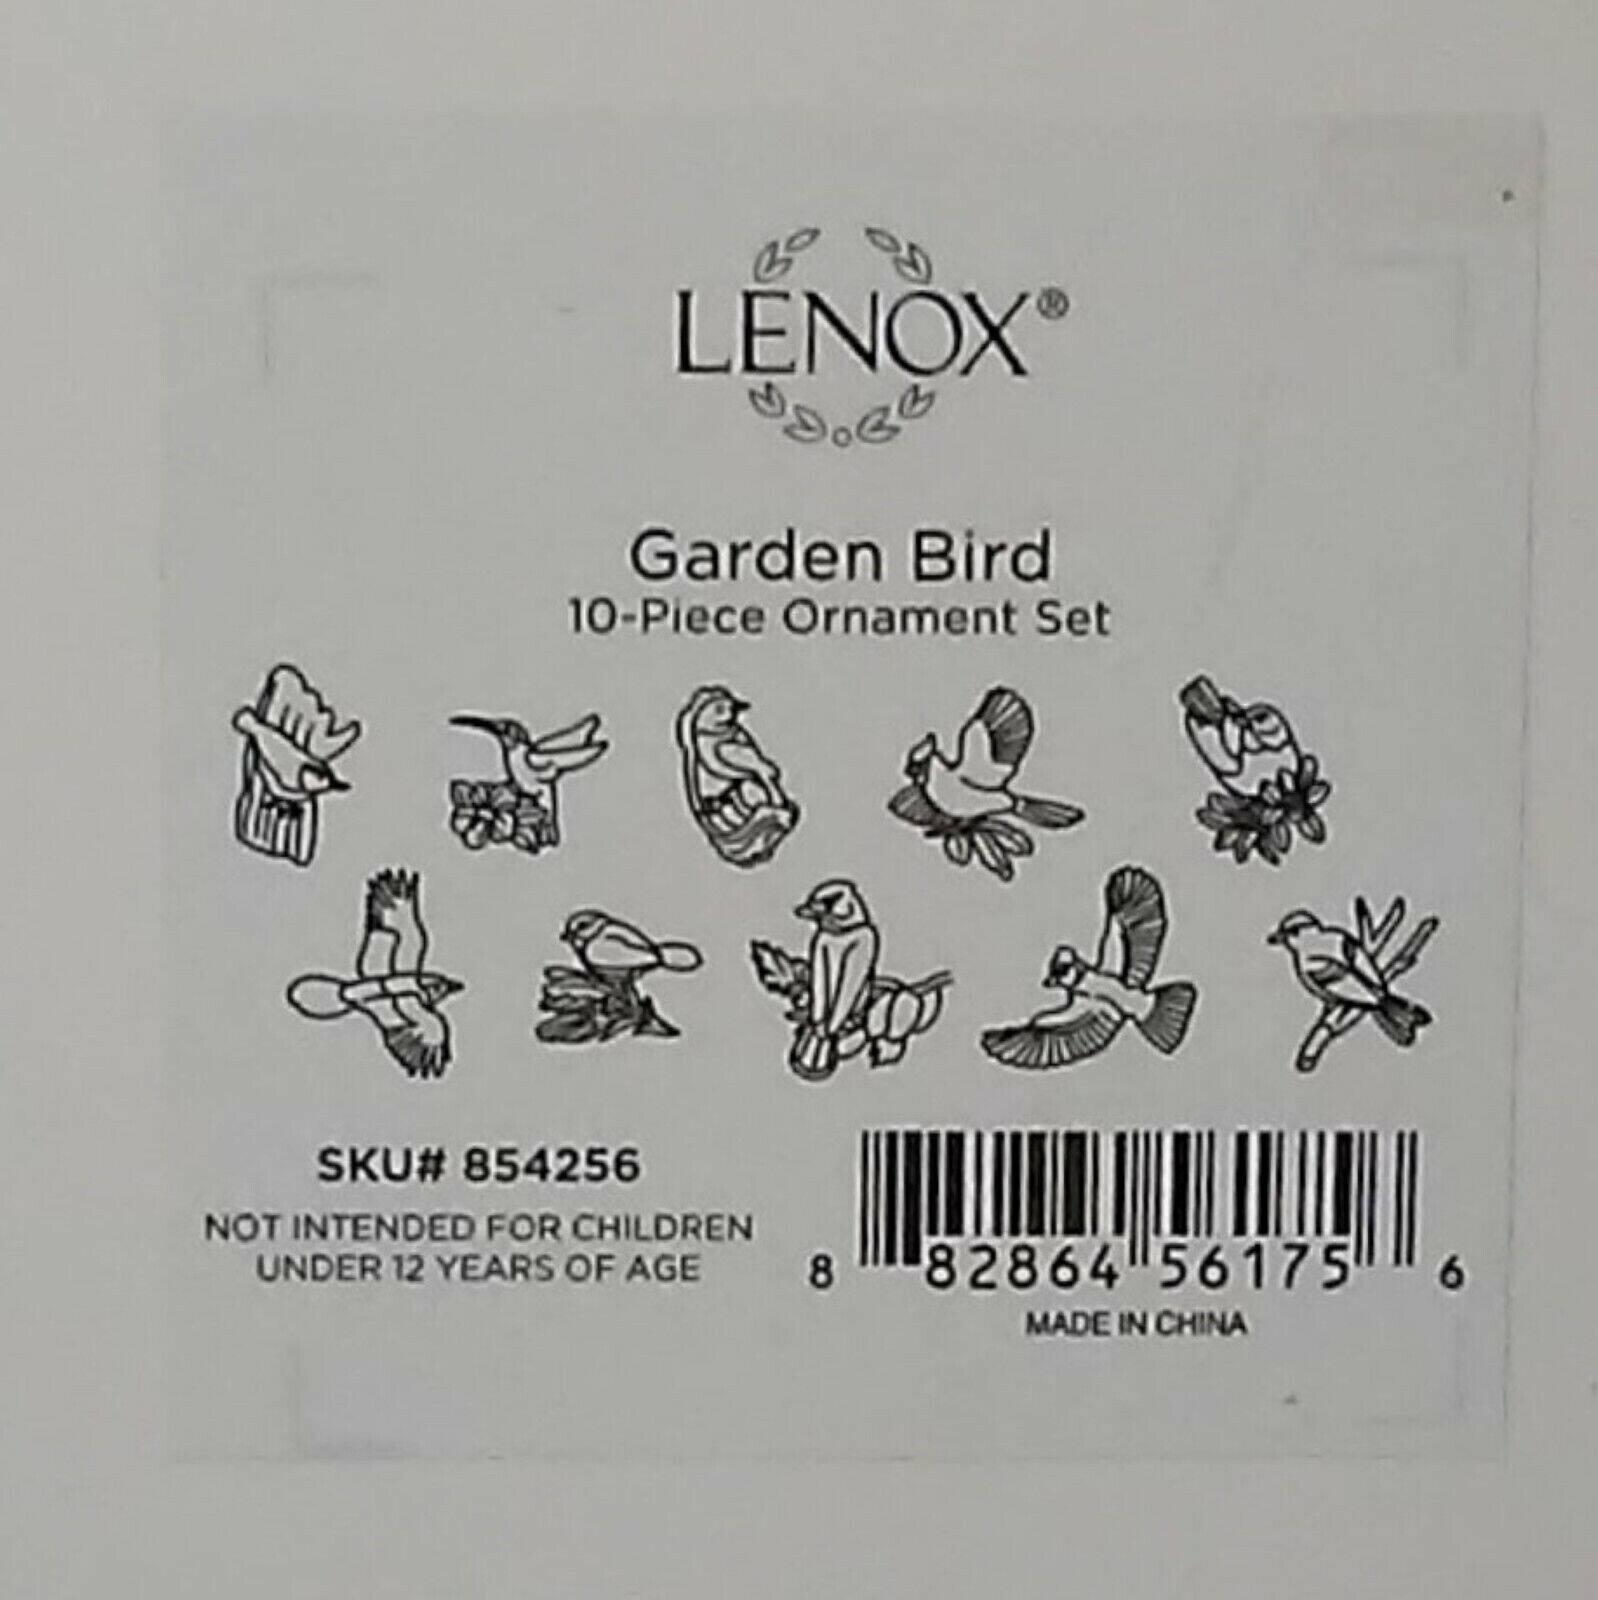 LENOX®
Garden Bird
10-Piece Ornament Set
SKU# 854256
NOT INTENDED FOR CHILDREN
UNDER 12 YEARS OF AGE
8 82864 56175 6
MADE IN CHINA